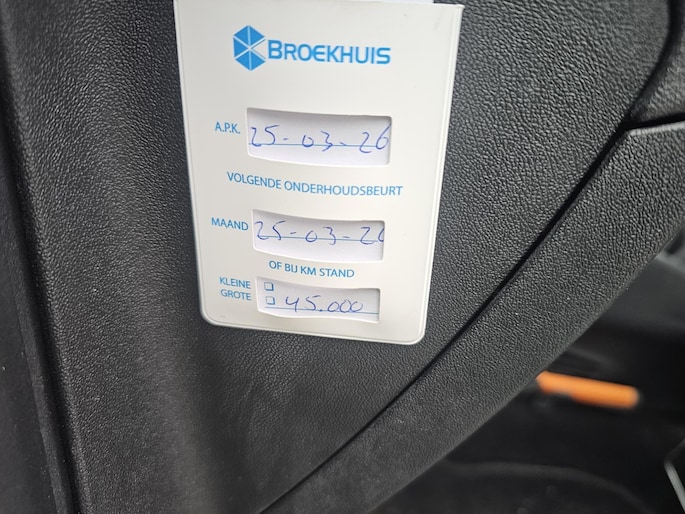 BROEKHUIS
A.P.K. 25-03-26
VOLGENDE ONDERHOUDSBEURT
MAAND 25-03-26
OF BIJ KM STAND
KLEINE
GROTE 45.000